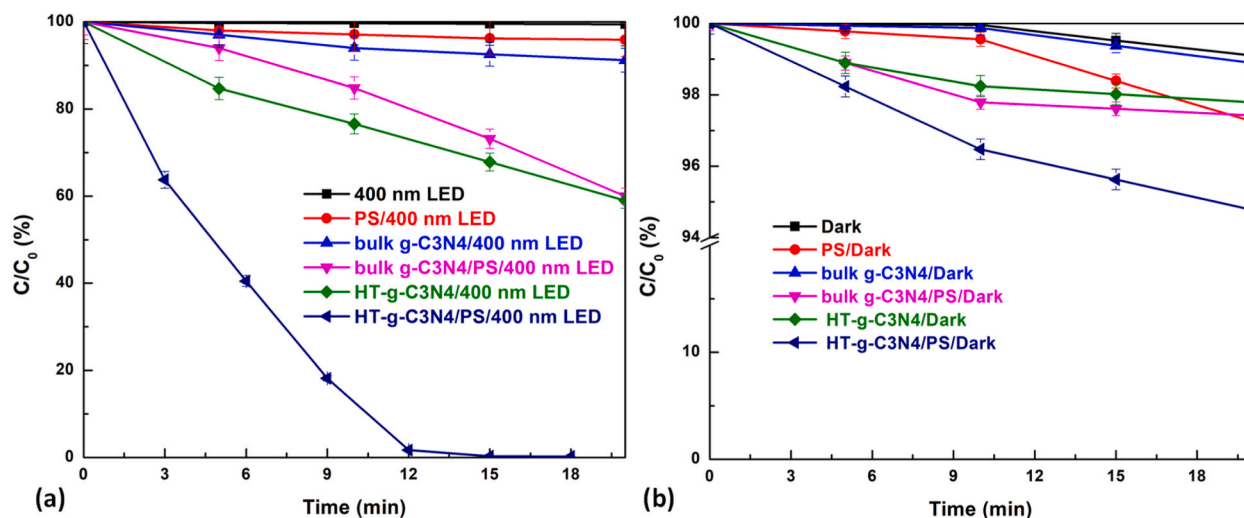 100
80
60
40
20
0
C/C0 (%)
400 nm LED
PS/400 nm LED
bulk g-C3N4/400 nm LED
bulk g-C3N4/PS/400 nm LED
HT-g-C3N4/400 nm LED
HT-g-C3N4/PS/400 nm LED
0 3 6 9 12 15 18
(a)
Time (min)
100
98
96
94
10
0
C/C0 (%)
Dark
PS/Dark
bulk g-C3N4/Dark
bulk g-C3N4/PS/Dark
HT-g-C3N4/Dark
HT-g-C3N4/PS/Dark
0 3 6 9 12 15 18
(b)
Time (min)